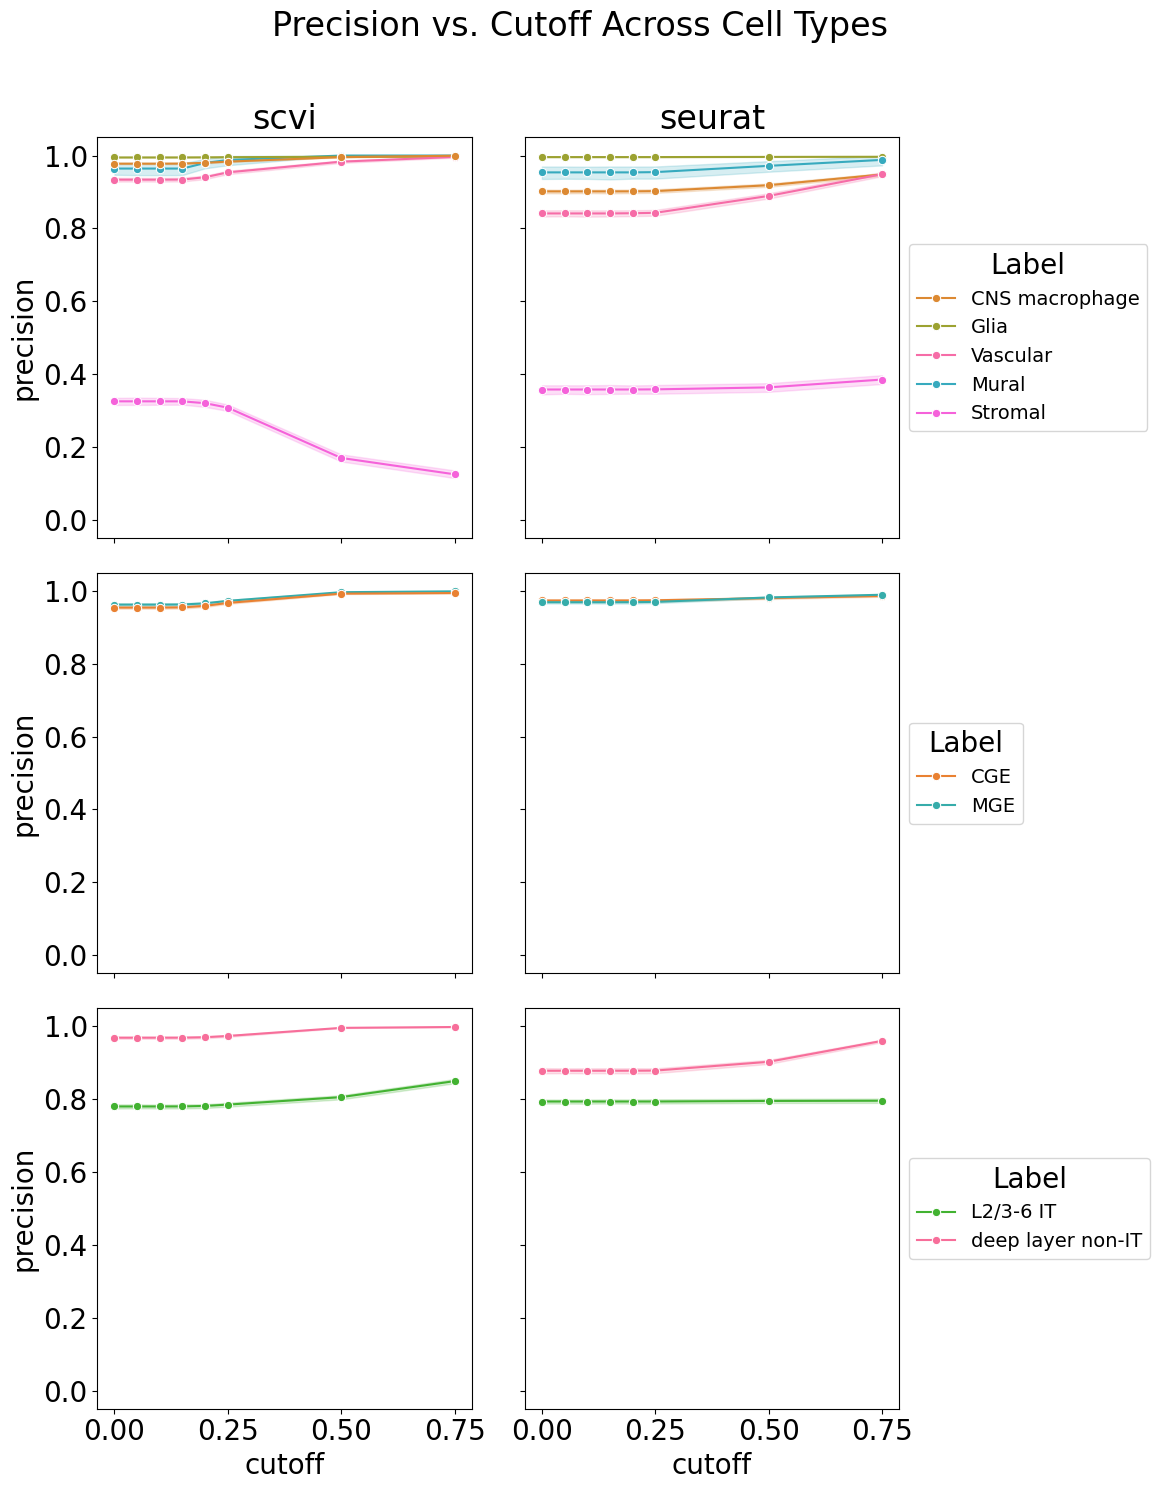 Precision vs. Cutoff Across Cell Types
scvi
seurat
1.0
0.8
0.6
0.4
0.2
0.0
precision
Label
CNS macrophage
Glia
Vascular
Mural
Stromal
1.0
0.8
0.6
0.4
0.2
0.0
precision
Label
CGE
MGE
1.0
0.8
0.6
0.4
0.2
0.0
precision
Label
L2/3-6 IT
deep layer non-IT
0.00 0.25 0.50 0.75
cutoff
0.00 0.25 0.50 0.75
cutoff